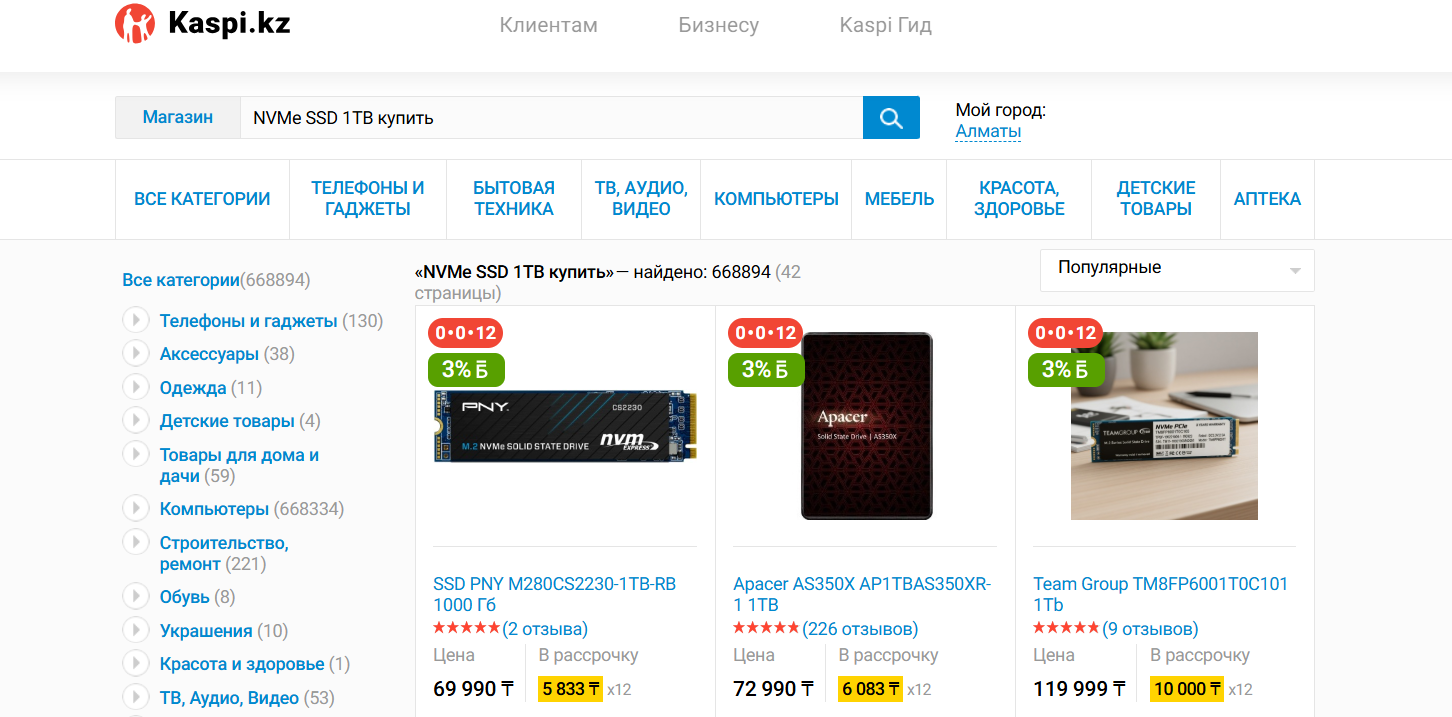 Kaspi.kz
Клиентам
Бизнесу
Kaspi Гид
Магазин
NVMe SSD 1TB купить
Мой город:
Алматы
ВСЕ КАТЕГОРИИ
ТЕЛЕФОНЫ И
ГАДЖЕТЫ
БЫТОВАЯ
ТЕХНИКА
ТВ, АУДИО,
ВИДЕО
КОМПЬЮТЕРЫ
МЕБЕЛЬ
КРАСОТА,
ЗДОРОВЬЕ
ДЕТСКИЕ
ТОВАРЫ
АПТЕКА
Все категории(668894)
Телефоны и гаджеты (130)
Аксессуары (38)
Одежда (11)
Детские товары (4)
Товары для дома и
дачи (59)
Компьютеры (668334)
Строительство,
ремонт (221)
Обувь (8)
Украшения (10)
Красота и здоровье (1)
ТВ, Аудио, Видео (53)
«NVMe SSD 1TB купить»— найдено: 668894 (42
страницы)
Популярные
0•0•12
3% Б
PNY.
CS2230
M.2 NVMe SOLID STATE DRIVE
nvm
EXPRESS
SSD PNY M280CS2230-1TB-RB
1000 Гб
(2 отзыва)
Цена
В рассрочку
69 990 ₸
5 833 ₸ x12
0•0•12
3% Б
Apacer
Solid State Drive | AS350X
Apacer AS350X AP1TBAS350XR-
1 1TB
(226 отзывов)
Цена
В рассрочку
72 990 ₸
6 083 ₸ x12
0•0•12
3% Б
TEAMGROUP
NVMe PCIe
Team Group TM8FP6001T0C101
1Tb
(9 отзывов)
Цена
В рассрочку
119 999 ₸
10 000 ₸ x12